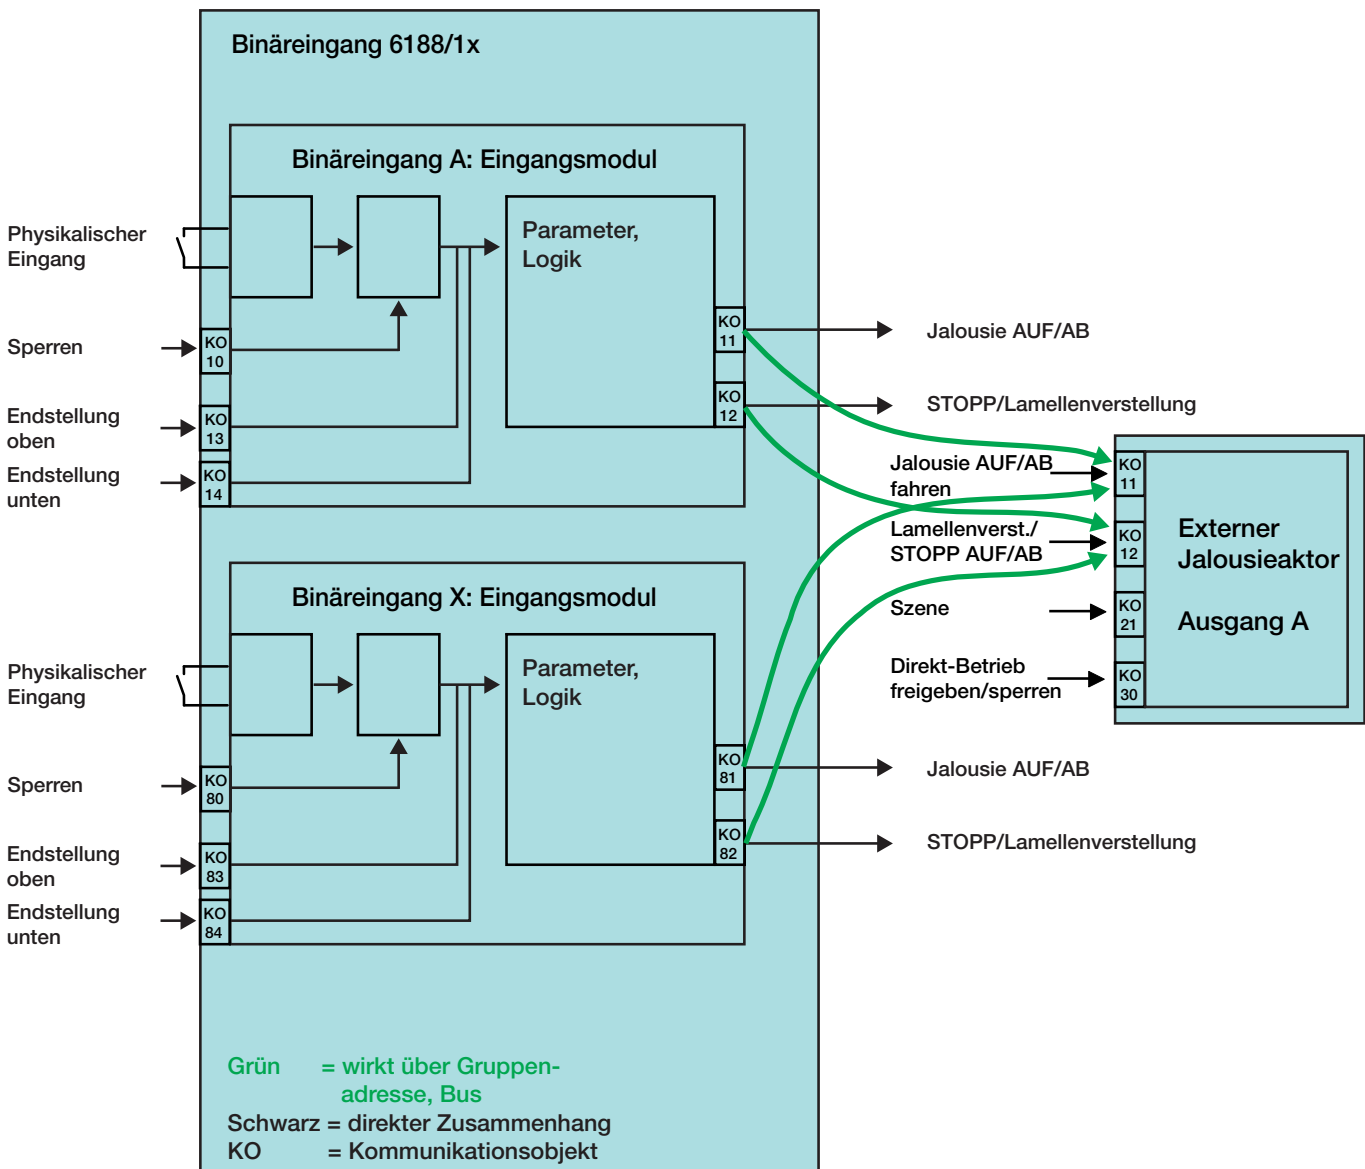 Binäreingang 6188/1x
Binäreingang A: Eingangsmodul
Physikalischer
Eingang
Parameter,
Logik
Sperren
KO
10
KO
11
Jalousie AUF/AB
Endstellung
oben
KO
13
KO
12
STOPP/Lamellenverstellung
Endstellung
unten
KO
14
Jalousie AUF/AB
fahren
KO
11
Lamellenverst./
STOPP AUF/AB
KO
12
Szene
KO
21
Direkt-Betrieb
freigeben/sperren
KO
30
Externer
Jalousieaktor
Ausgang A
Binäreingang X: Eingangsmodul
Physikalischer
Eingang
Parameter,
Logik
Sperren
KO
80
KO
81
Jalousie AUF/AB
Endstellung
oben
KO
83
KO
82
STOPP/Lamellenverstellung
Endstellung
unten
KO
84
Grün = wirkt über Gruppen-
adresse, Bus
Schwarz = direkter Zusammenhang
KO = Kommunikationsobjekt